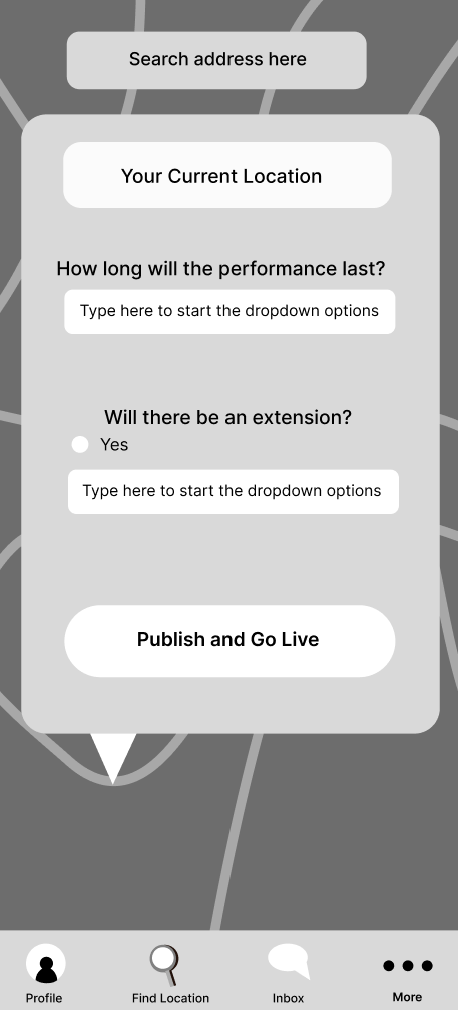 Search address here
Your Current Location
How long will the performance last?
Type here to start the dropdown options
Will there be an extension?
Yes
Type here to start the dropdown options
Publish and Go Live
Profile
Find Location
Inbox
More